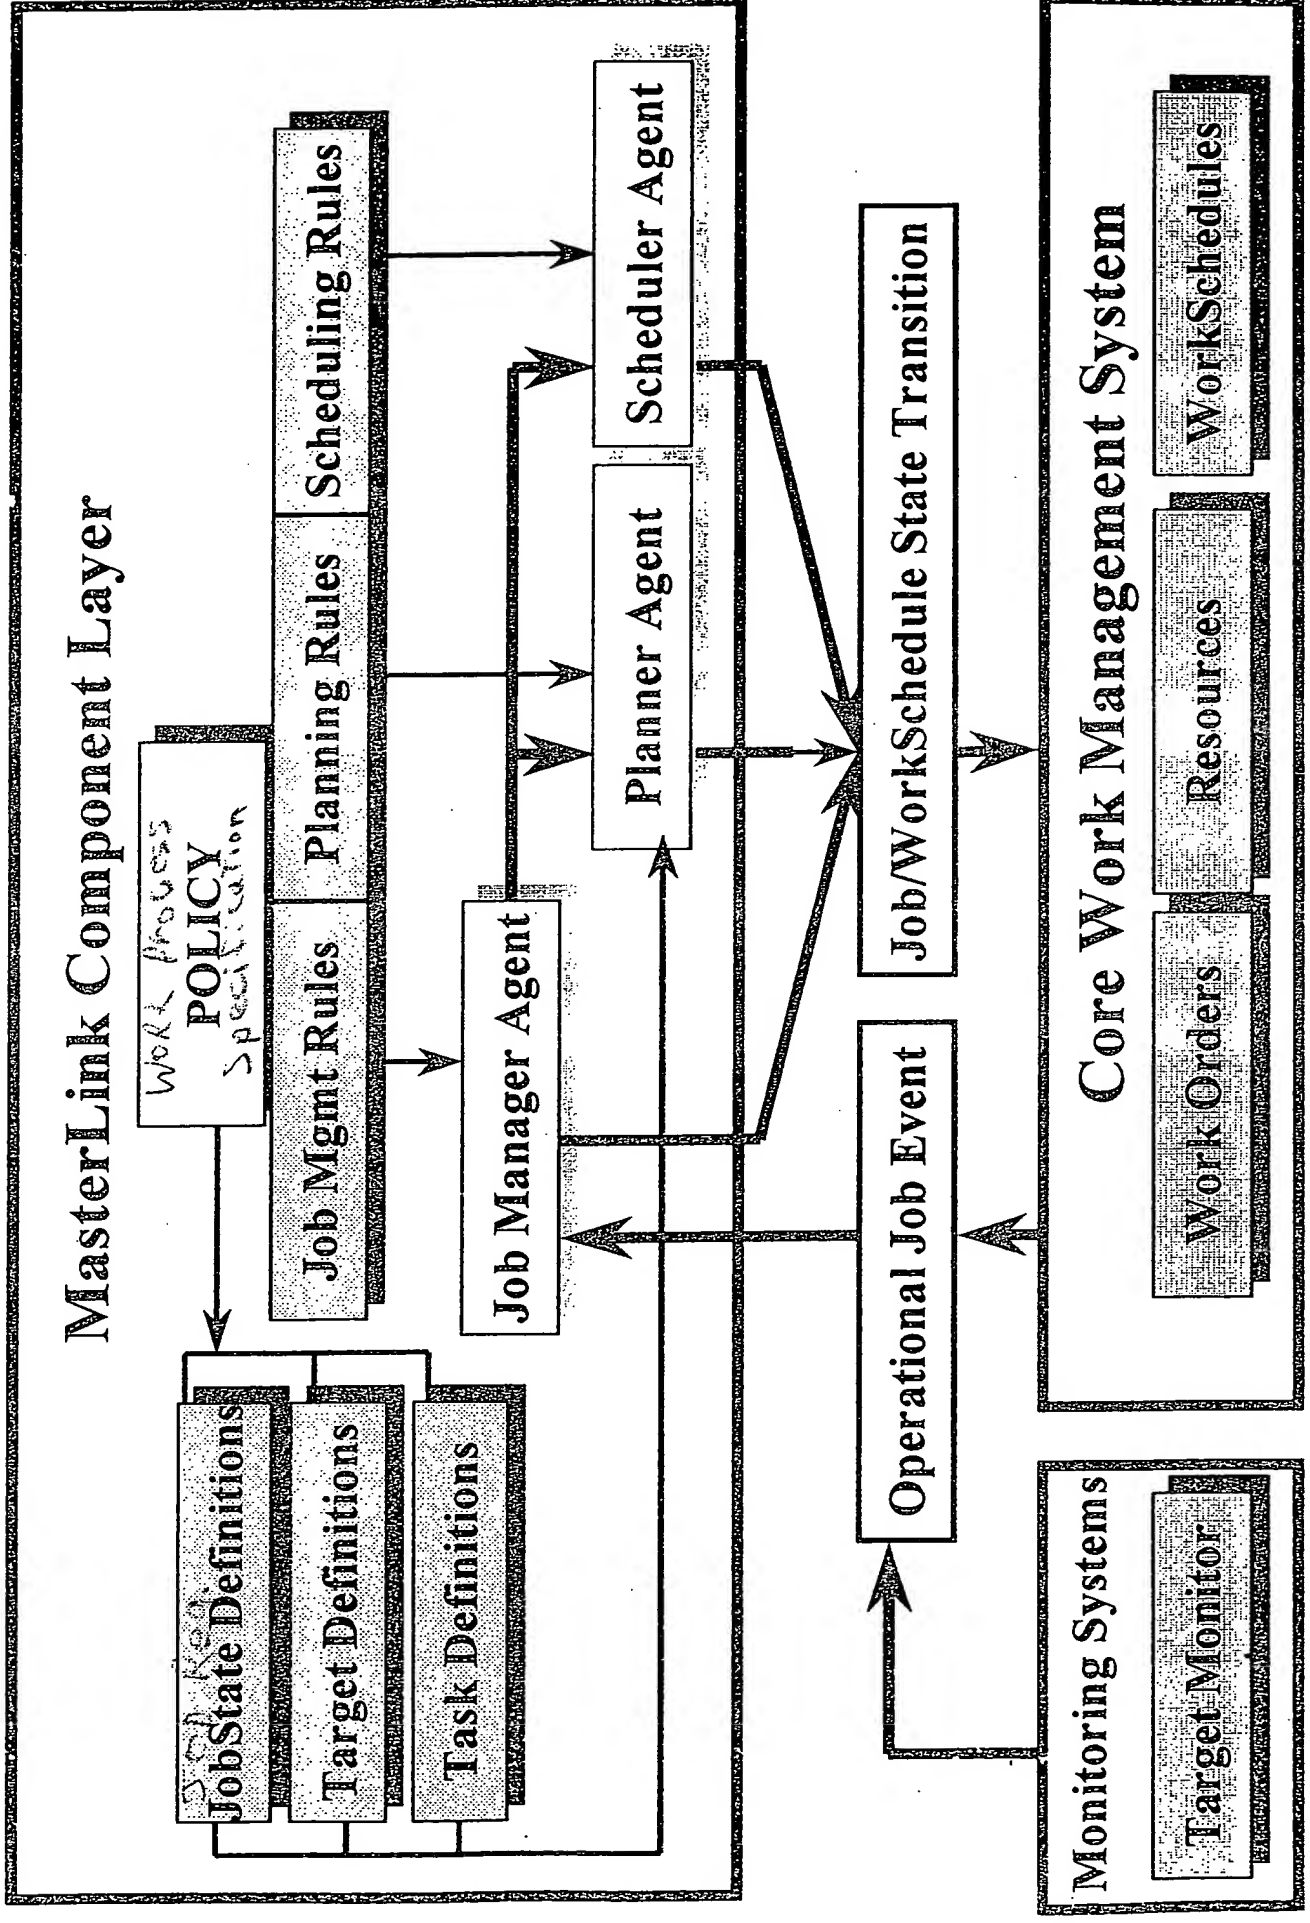 MasterLink Component Layer
Work Process
POLICY
Specification
Job Mgmt Rules
Planning Rules
Scheduling Rules
Job Req.
JobState Definitions
Target Definitions
Task Definitions
Job Manager Agent
Planner Agent
Scheduler Agent
Operational Job Event
Job/WorkSchedule State Transition
Monitoring Systems
Target Monitor
Core Work Management System
Work Orders
Resources
WorkSchedules